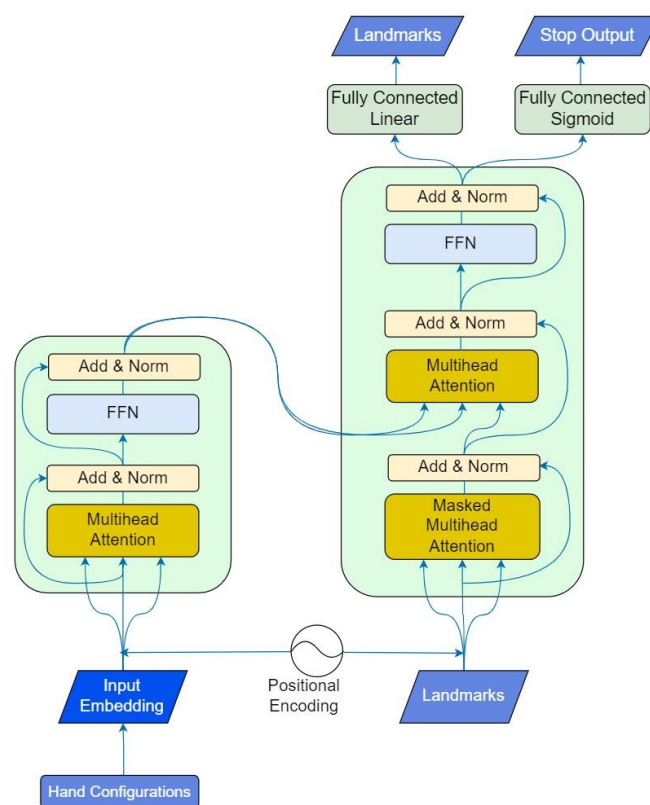 Landmarks
Stop Output
Fully Connected
Linear
Fully Connected
Sigmoid
Add & Norm
FFN
Add & Norm
Multihead
Attention
Add & Norm
Masked
Multihead
Attention
Add & Norm
FFN
Add & Norm
Multihead
Attention
Positional
Encoding
Input
Embedding
Landmarks
Hand Configurations